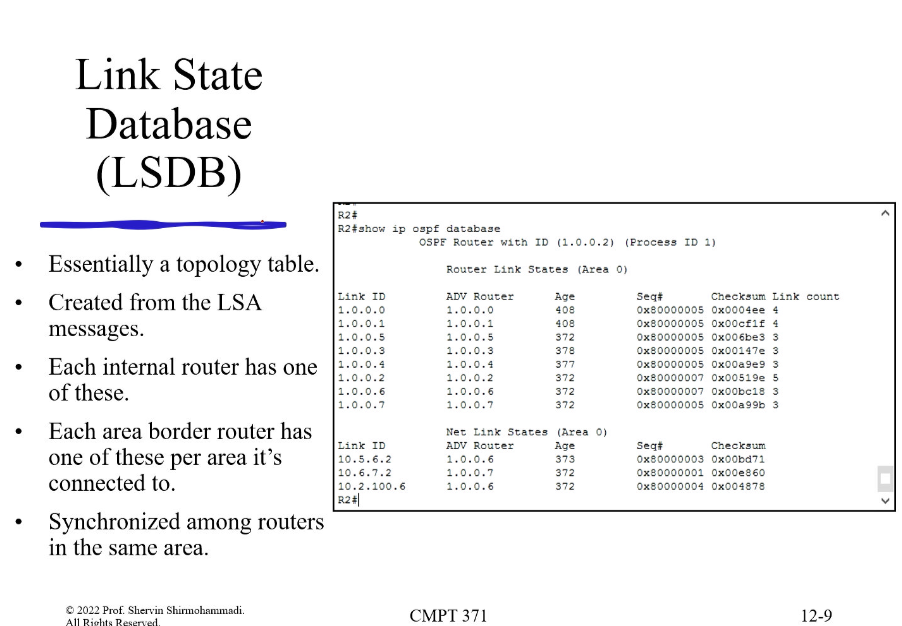 Link State
Database
(LSDB)
• Essentially a topology table.
• Created from the LSA
messages.
• Each internal router has one
of these.
• Each area border router has
one of these per area it's
connected to.
• Synchronized among routers
in the same area.
R2#
R2#show ip ospf database
OSPF Router with ID (1.0.0.2) (Process ID 1)
Router Link States (Area 0)
Link ID ADV Router Age Seq# Checksum Link count
1.0.0.0 1.0.0.0 408 0x80000005 0x0004ee 4
1.0.0.1 1.0.0.1 408 0x80000005 0x00cf1f 4
1.0.0.5 1.0.0.5 372 0x80000005 0x006be3 3
1.0.0.3 1.0.0.3 378 0x80000005 0x00147e 3
1.0.0.4 1.0.0.4 377 0x80000005 0x00a9e9 3
1.0.0.2 1.0.0.2 372 0x80000007 0x00519e 5
1.0.0.6 1.0.0.6 372 0x80000007 0x00bc18 3
1.0.0.7 1.0.0.7 372 0x80000005 0x00a99b 3
Net Link States (Area 0)
Link ID ADV Router Age Seq# Checksum
10.5.6.2 1.0.0.6 373 0x80000003 0x00bd71
10.6.7.2 1.0.0.7 372 0x80000001 0x00e860
10.2.100.6 1.0.0.6 372 0x80000004 0x004878
R2#
© 2022 Prof. Shervin Shirmohammadi.
All Rights Reserved.
CMPT 371
12-9